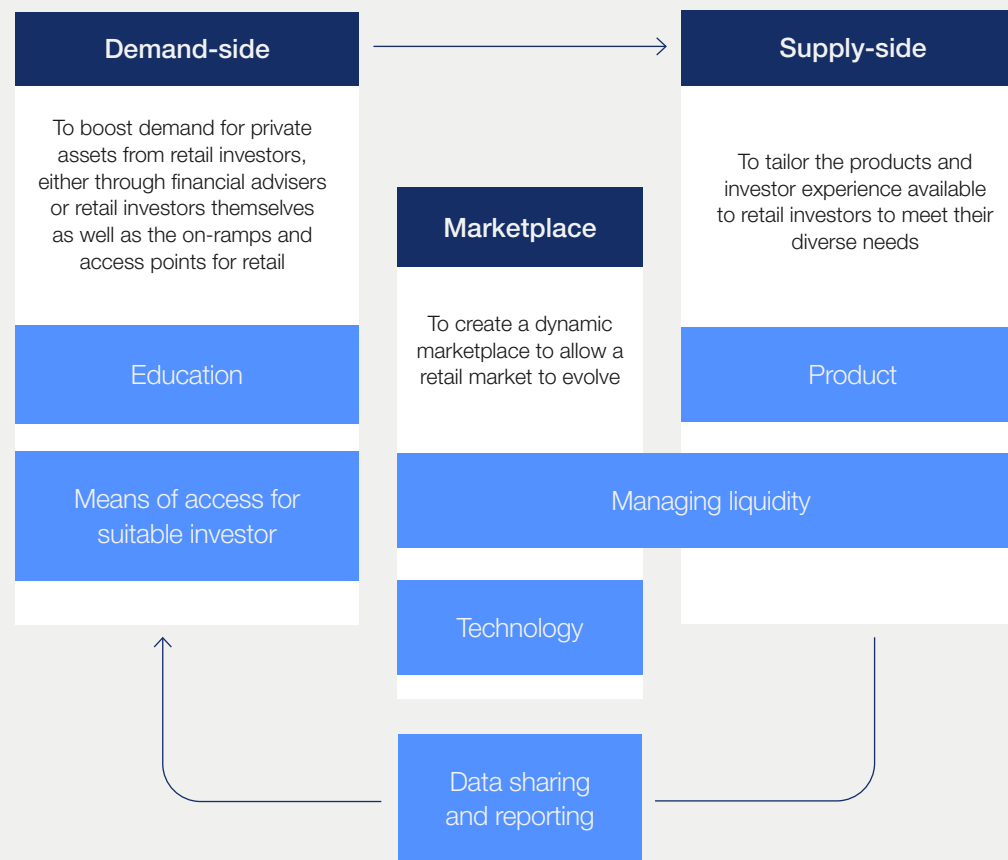 Demand-side
To boost demand for private
assets from retail investors,
either through financial advisers
or retail investors themselves
as well as the on-ramps and
access points for retail
Education
Means of access for
suitable investor
Marketplace
To create a dynamic
marketplace to allow a
retail market to evolve
Supply-side
To tailor the products and
investor experience available
to retail investors to meet their
diverse needs
Product
Managing liquidity
Technology
Data sharing
and reporting